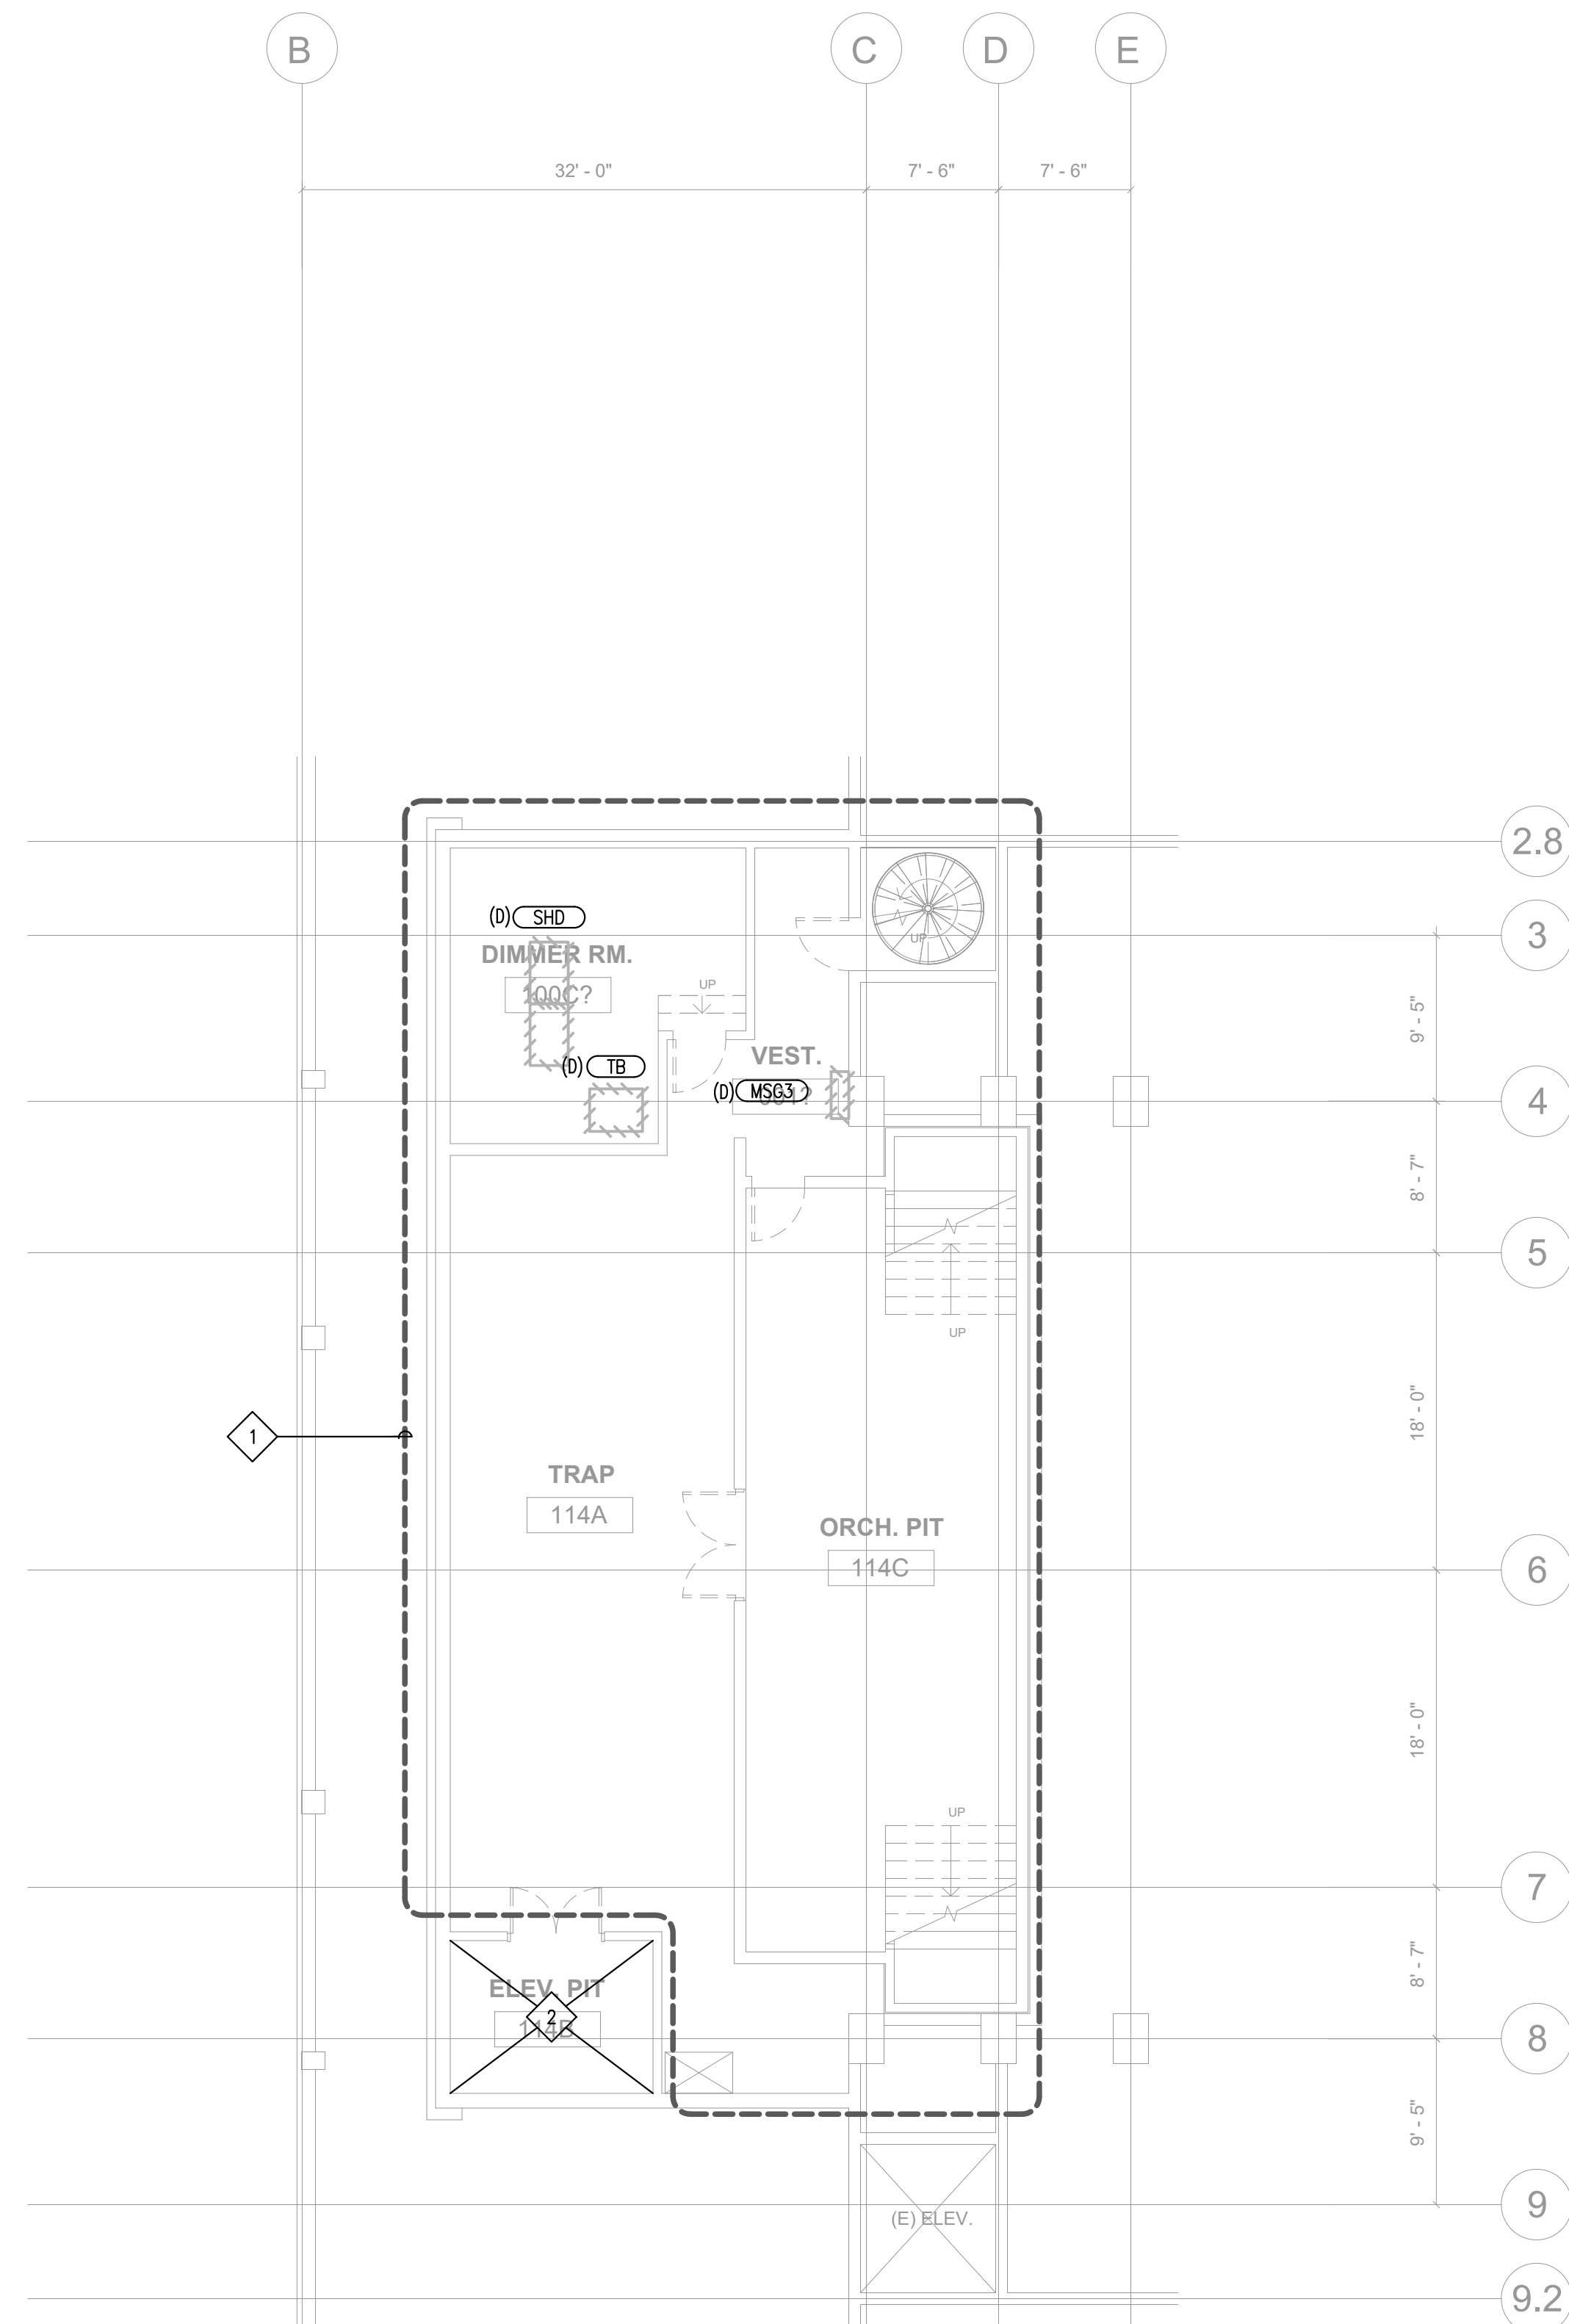 B
C
D
E
32' - 0"
7' - 6"
7' - 6"
2.8
(D) SHD
3
UP
DIMMER RM.
UP
100C?
9' - 5"
VEST.
(D) TB
(D) MSG3
4
8' - 7"
5
UP
18' - 0"
1
TRAP
114A
ORCH. PIT
114C
6
18' - 0"
UP
7
8' - 7"
ELEV. PIT
2
114B
8
9' - 5"
9
(E) ELEV.
9.2